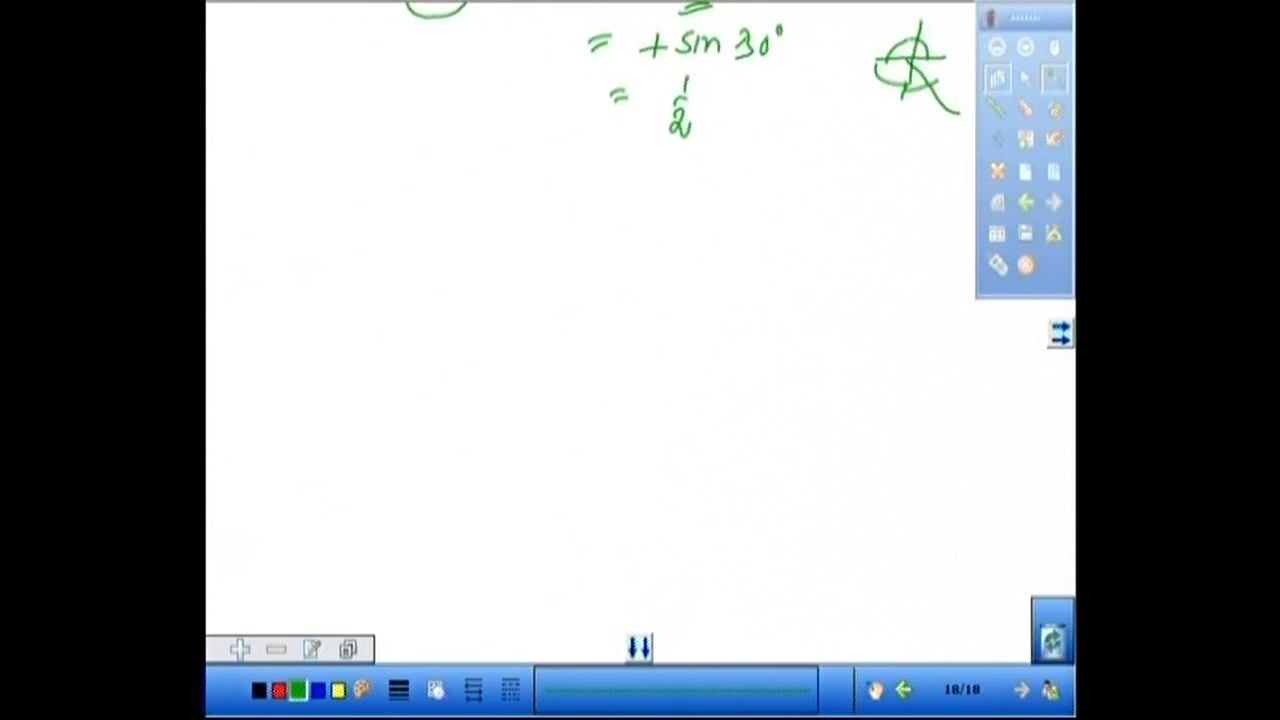 = + sin 30°
= 1/2
18/18